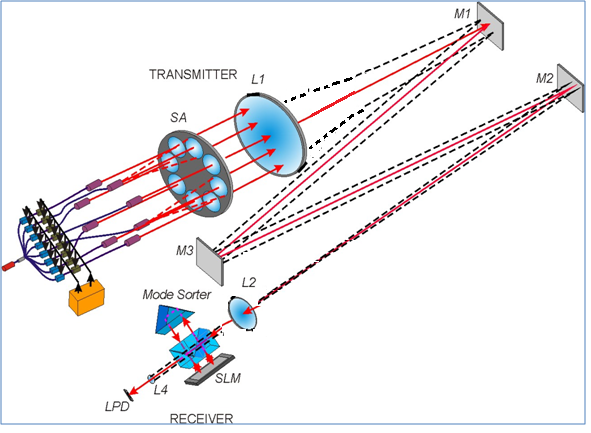 M1
TRANSMITTER
L1
M2
SA
M3
L2
Mode Sorter
SLM
L4
LPD
RECEIVER